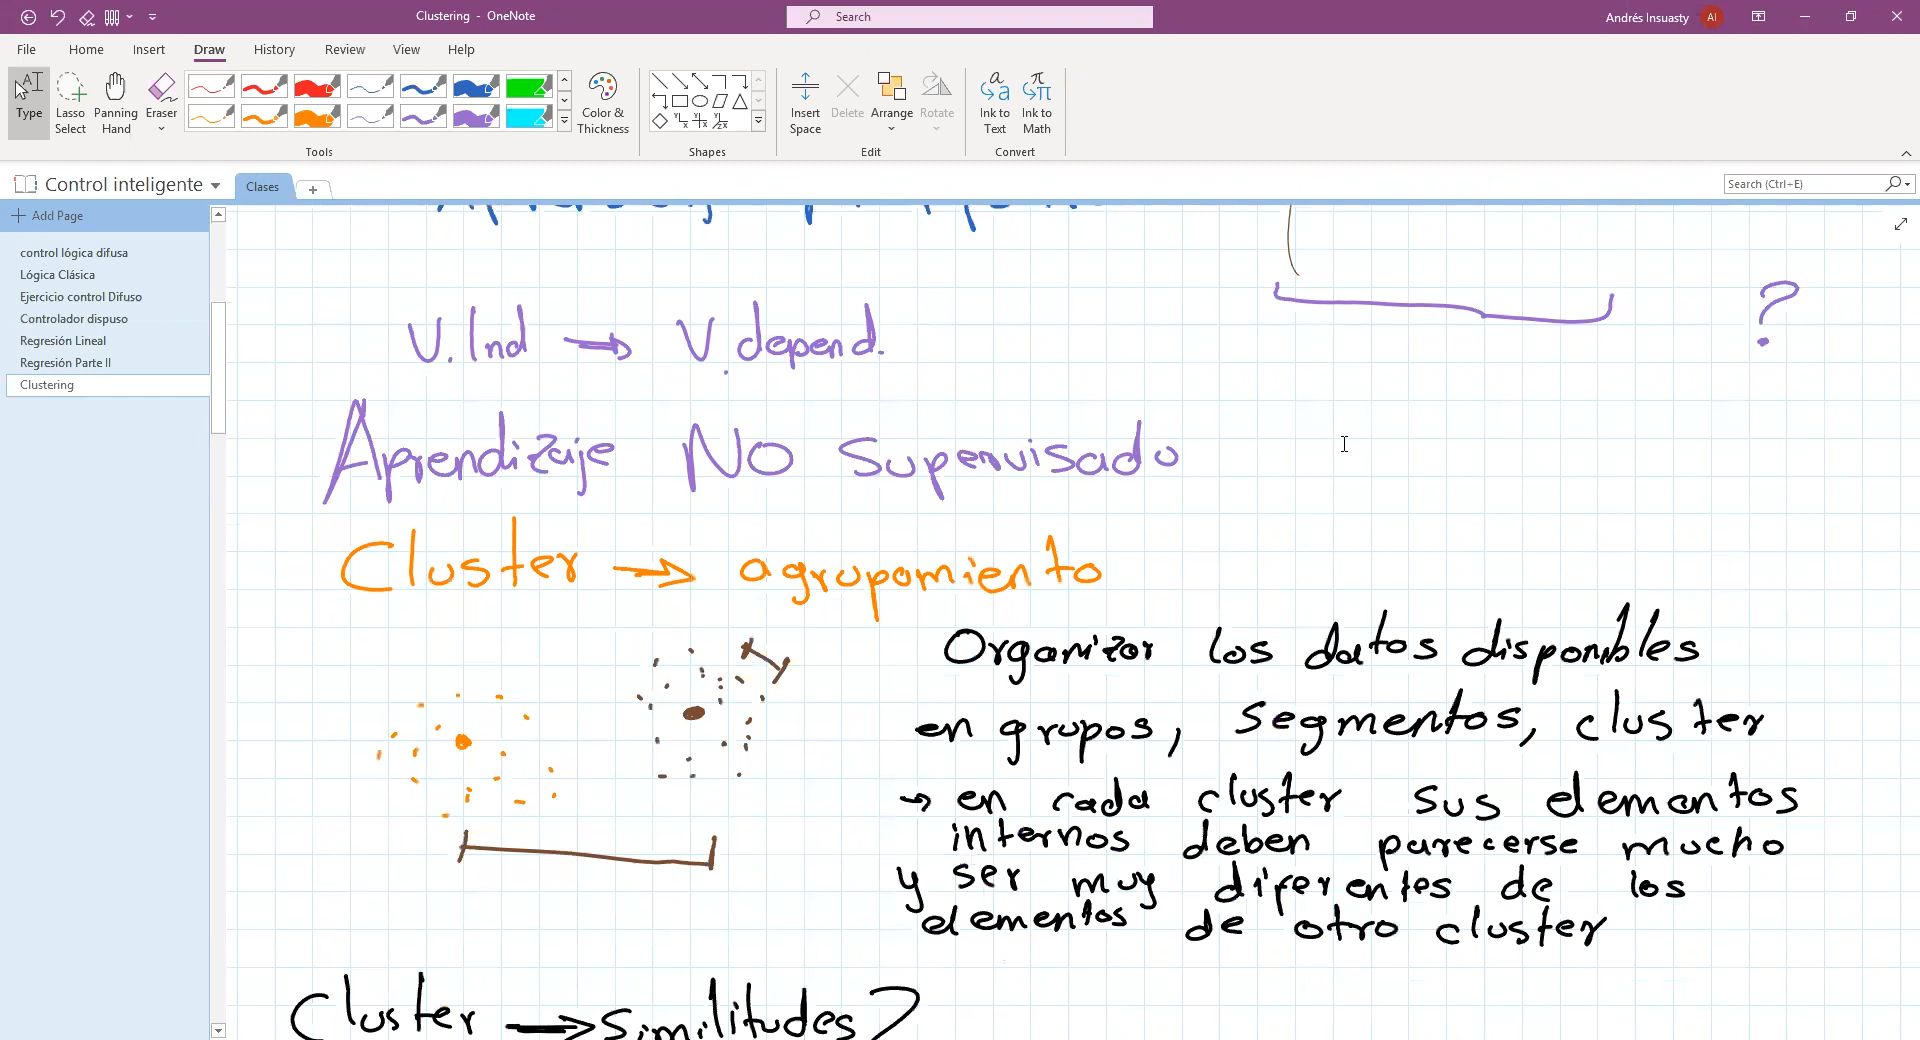 Clustering - OneNote
Search
Andrés Insuasty
AI
File Home Insert Draw History Review View Help
Type
Lasso Select
Panning Hand
Eraser
Color & Thickness
Insert Space
Delete
Arrange
Rotate
Ink to Text
Ink to Math
Tools
Shapes
Edit
Convert
Control inteligente
Clases
Search (Ctrl+E)
Add Page
control lógica difusa
Lógica Clásica
Ejercicio control Difuso
Controlador dispuso
Regresión Lineal
Regresión Parte II
Clustering
V. Ind → V. depend.
?
Aprendizaje NO Supervisado
Cluster → agrupamiento
Organizar los datos disponibles
en grupos, segmentos, cluster
→ en cada cluster sus elementos
internos deben parecerse mucho
y ser muy diferentes de los
elementos de otro cluster
Cluster → similitudes?